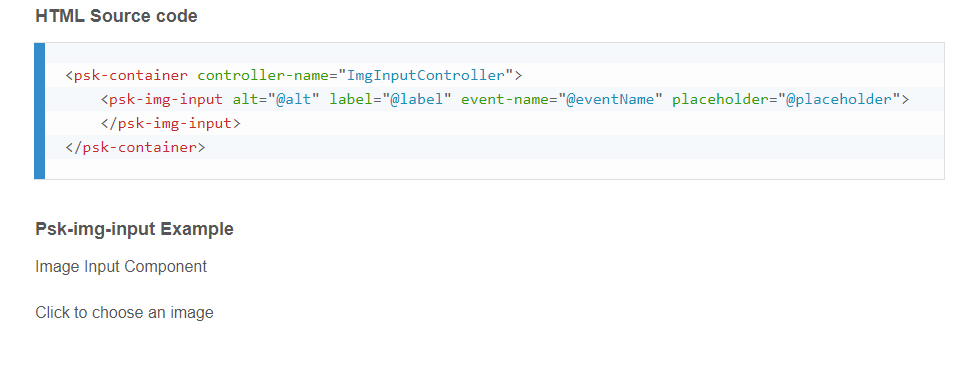 HTML Source code
<psk-container controller-name="ImgInputController">
<psk-img-input alt="@alt" label="@label" event-name="@eventName" placeholder="@placeholder">
</psk-img-input>
</psk-container>
Psk-img-input Example
Image Input Component
Click to choose an image